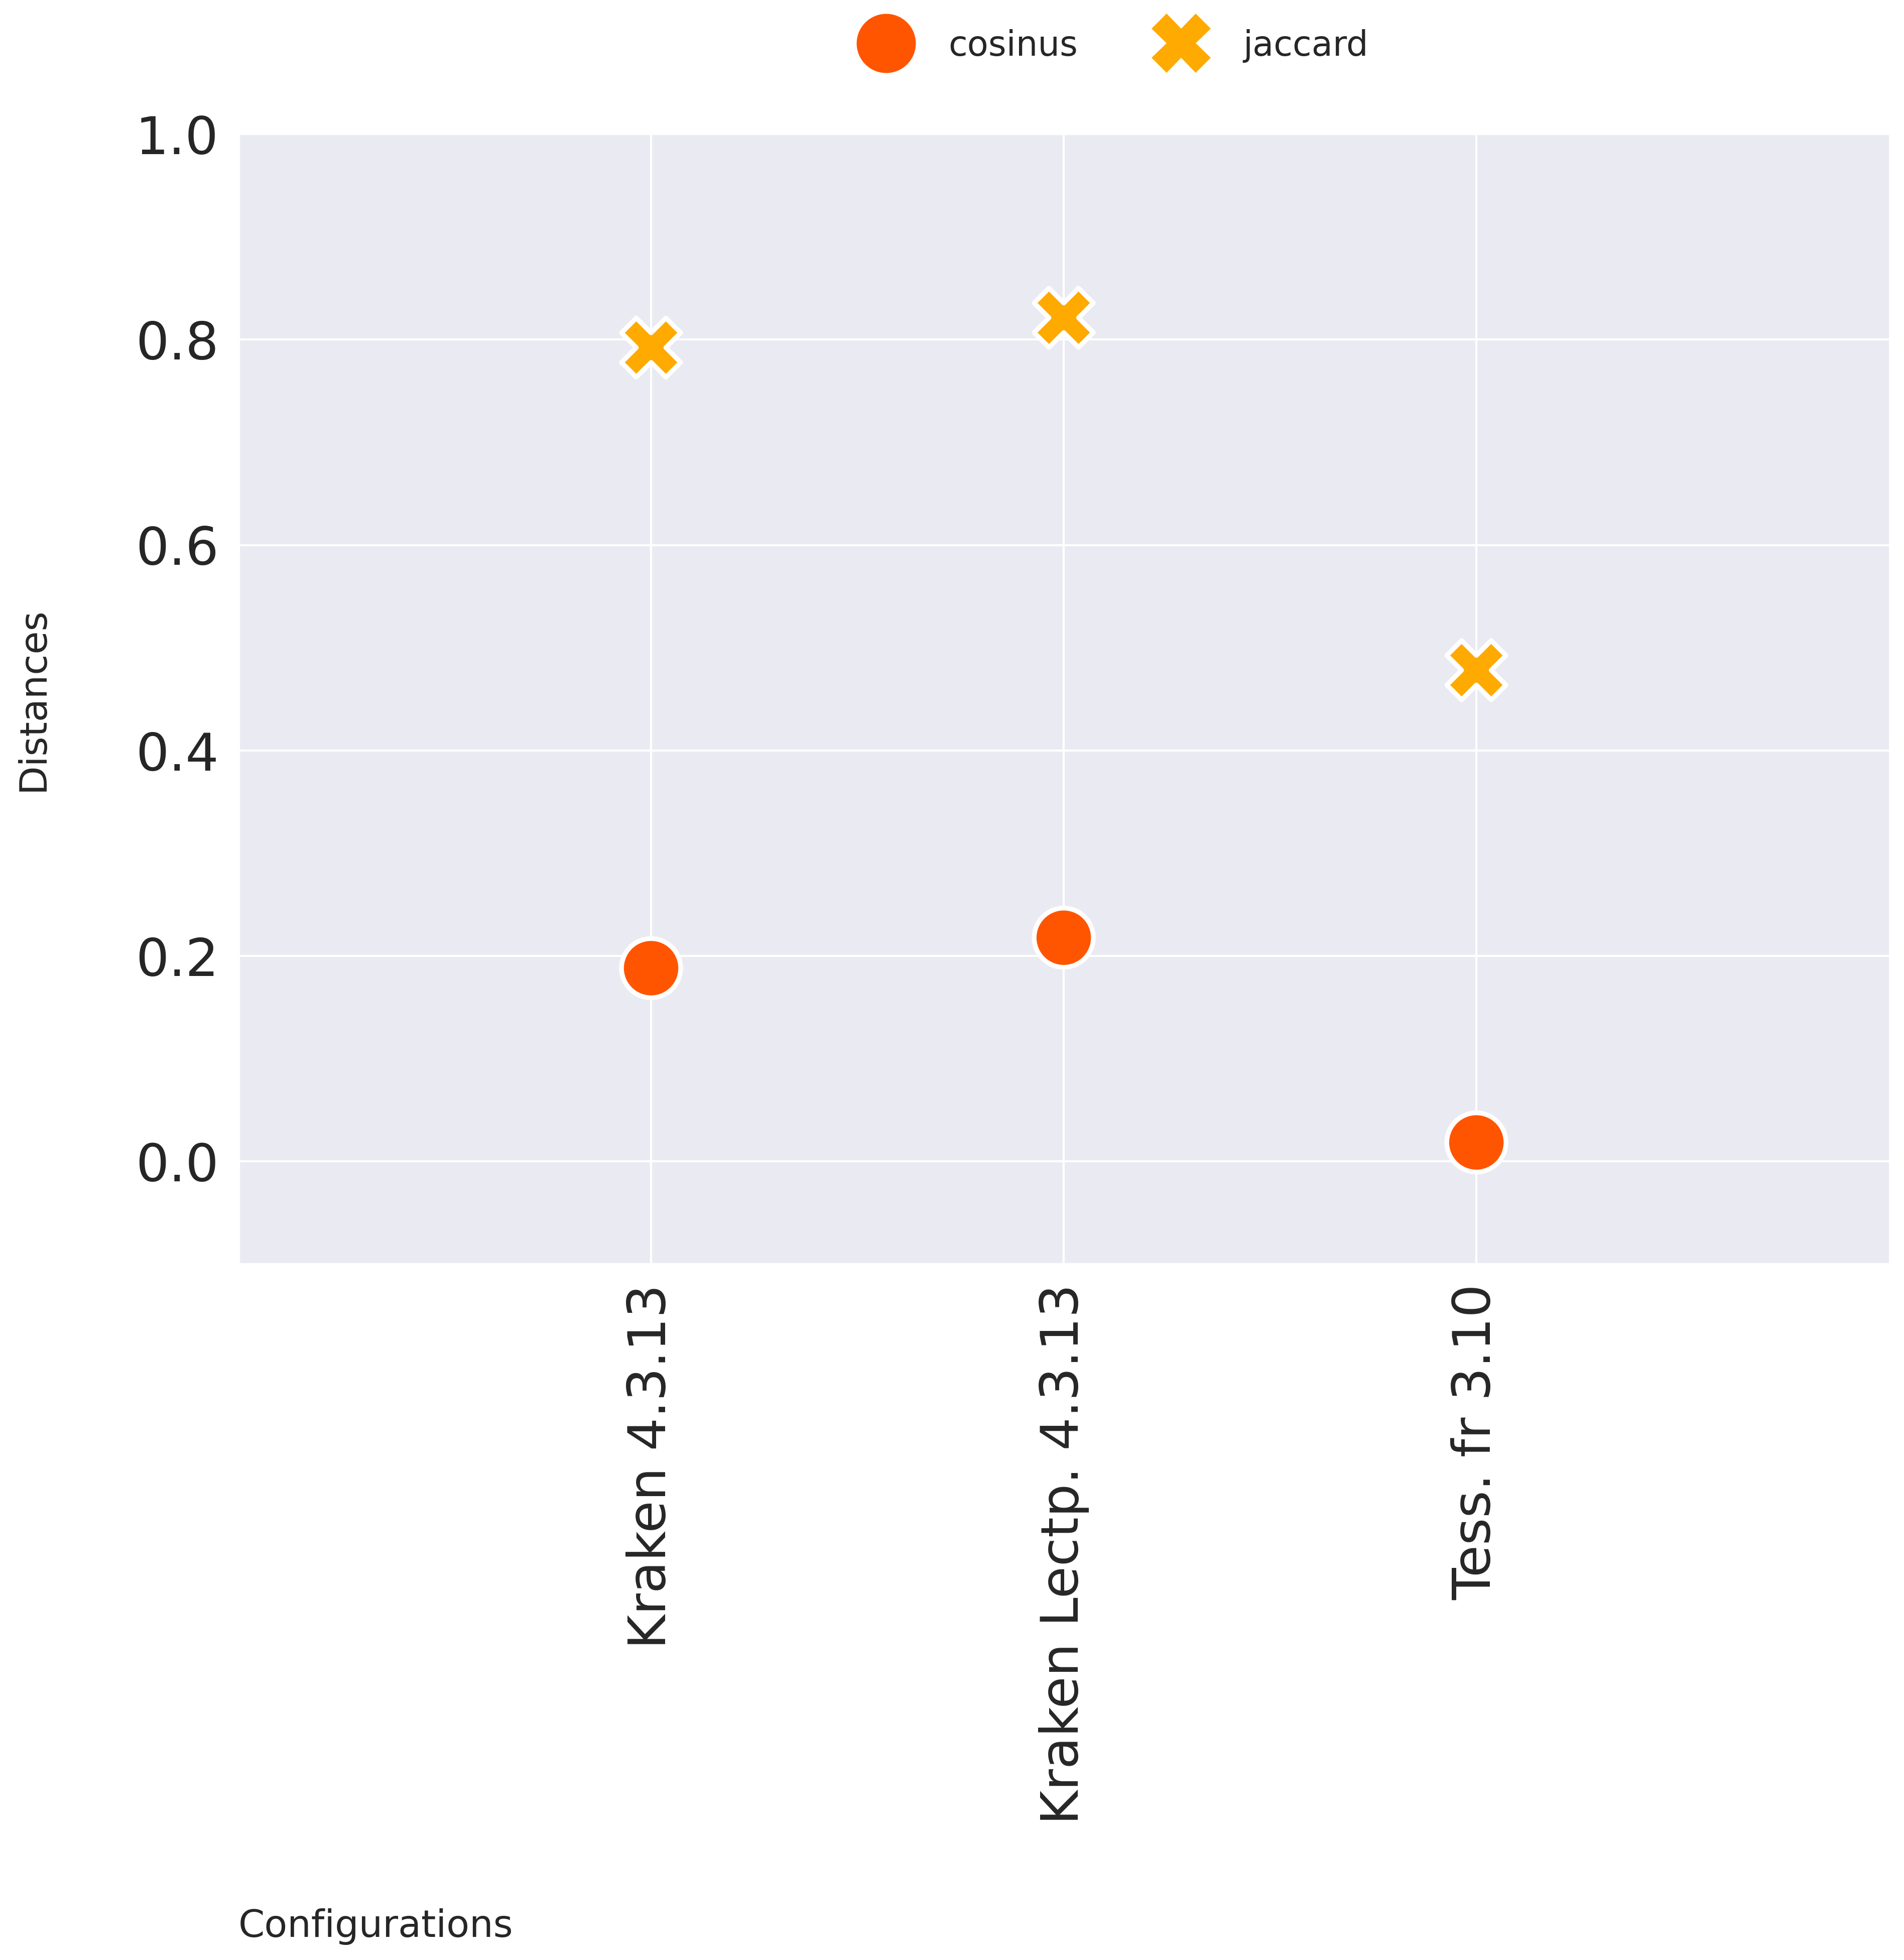 cosinus jaccard
1.0
0.8
0.6
0.4
0.2
0.0
Distances
Kraken 4.3.13
Kraken Lectp. 4.3.13
Tess. fr 3.10
Configurations